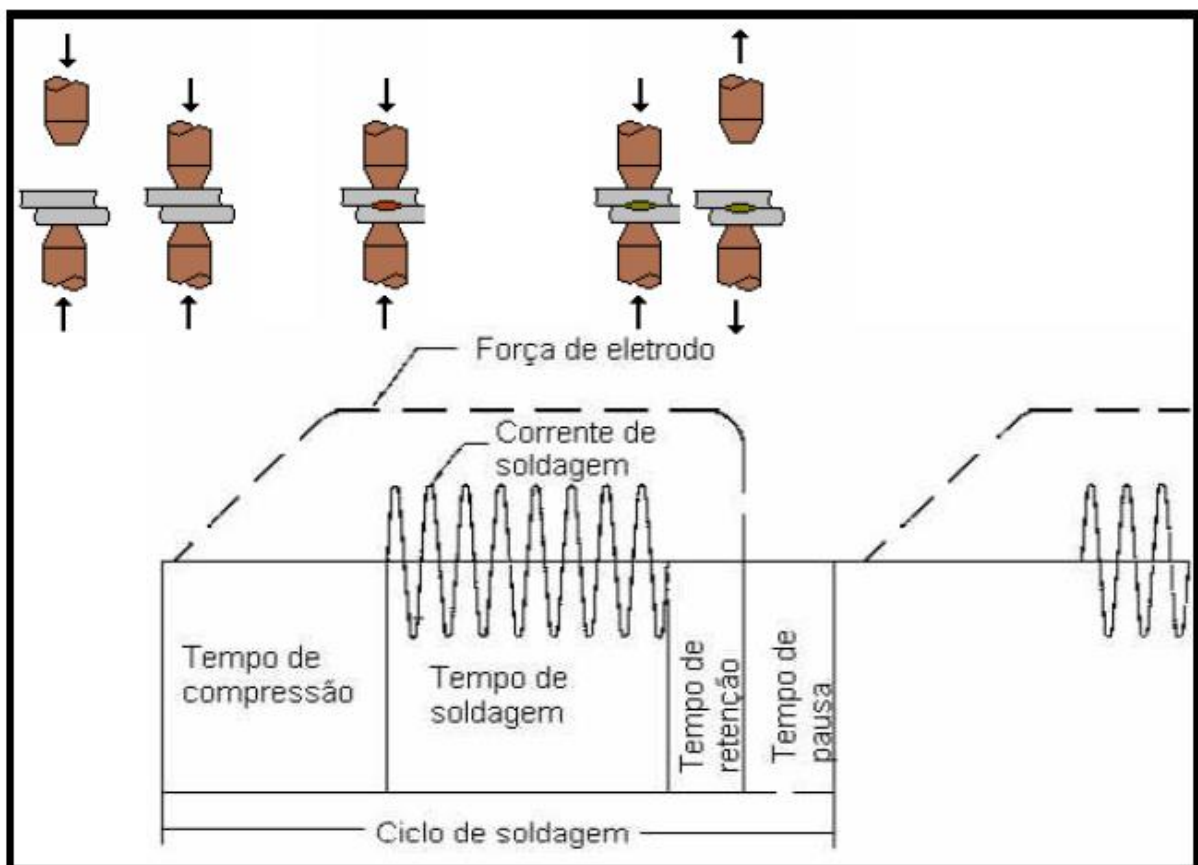 Força de eletrodo
Corrente de
soldagem
Tempo de
compressão
Tempo de
soldagem
Tempo de
retenção
Tempo de
pausa
Ciclo de soldagem